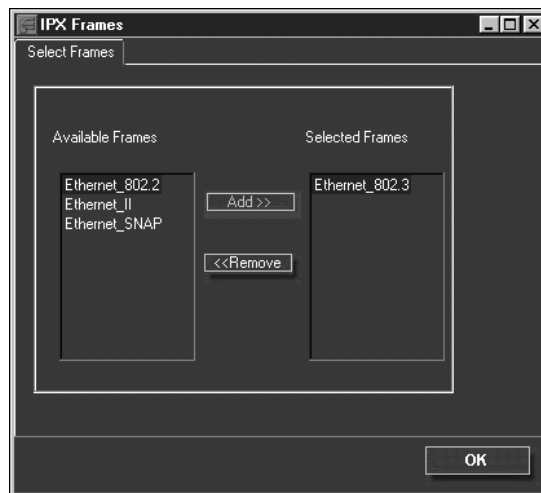 IPX Frames
Select Frames
Available Frames
Selected Frames
Ethernet_802.2
Ethernet_II
Ethernet_SNAP
Add >>
<<Remove
Ethernet_802.3
OK